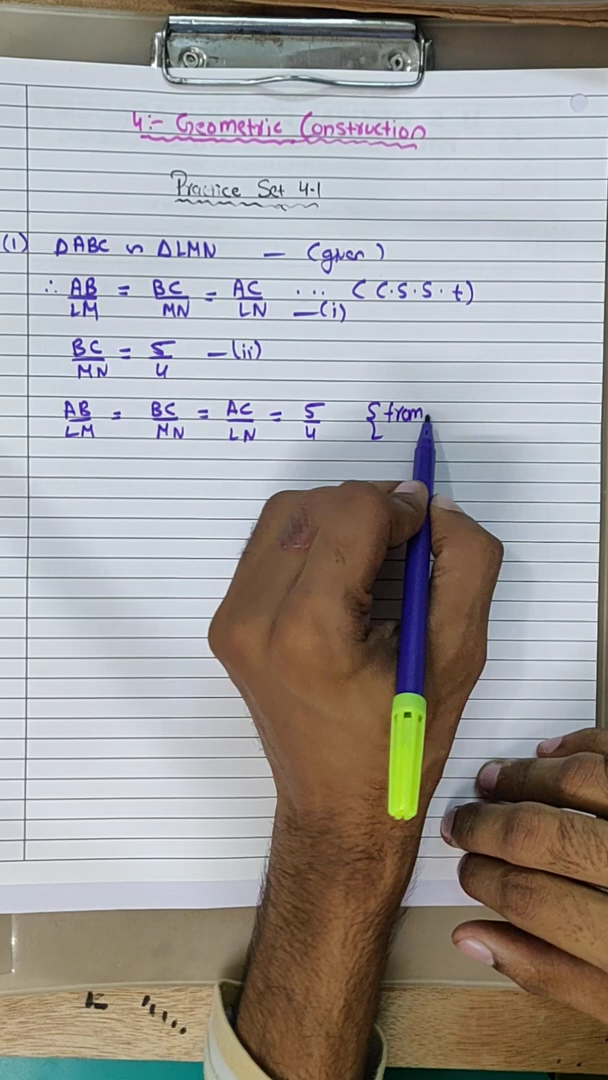 4:- Geometric Construction
Practice Set 4.1
(1) ΔABC ~ ΔLMN — (given)
∴ AB/LM = BC/MN = AC/LN ... (C.S.S.t) —(i)
BC/MN = 5/4 —(ii)
AB/LM = BC/MN = AC/LN = 5/4 {from